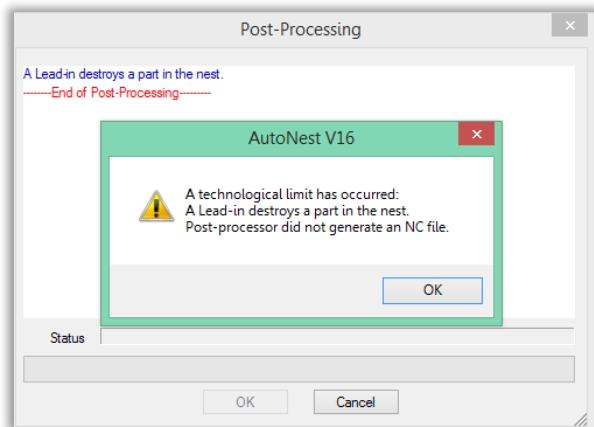 Post-Processing
A Lead-in destroys a part in the nest.
--------End of Post-Processing---------
AutoNest V16
A technological limit has occurred:
A Lead-in destroys a part in the nest.
Post-processor did not generate an NC file.
OK
Status
OK
Cancel